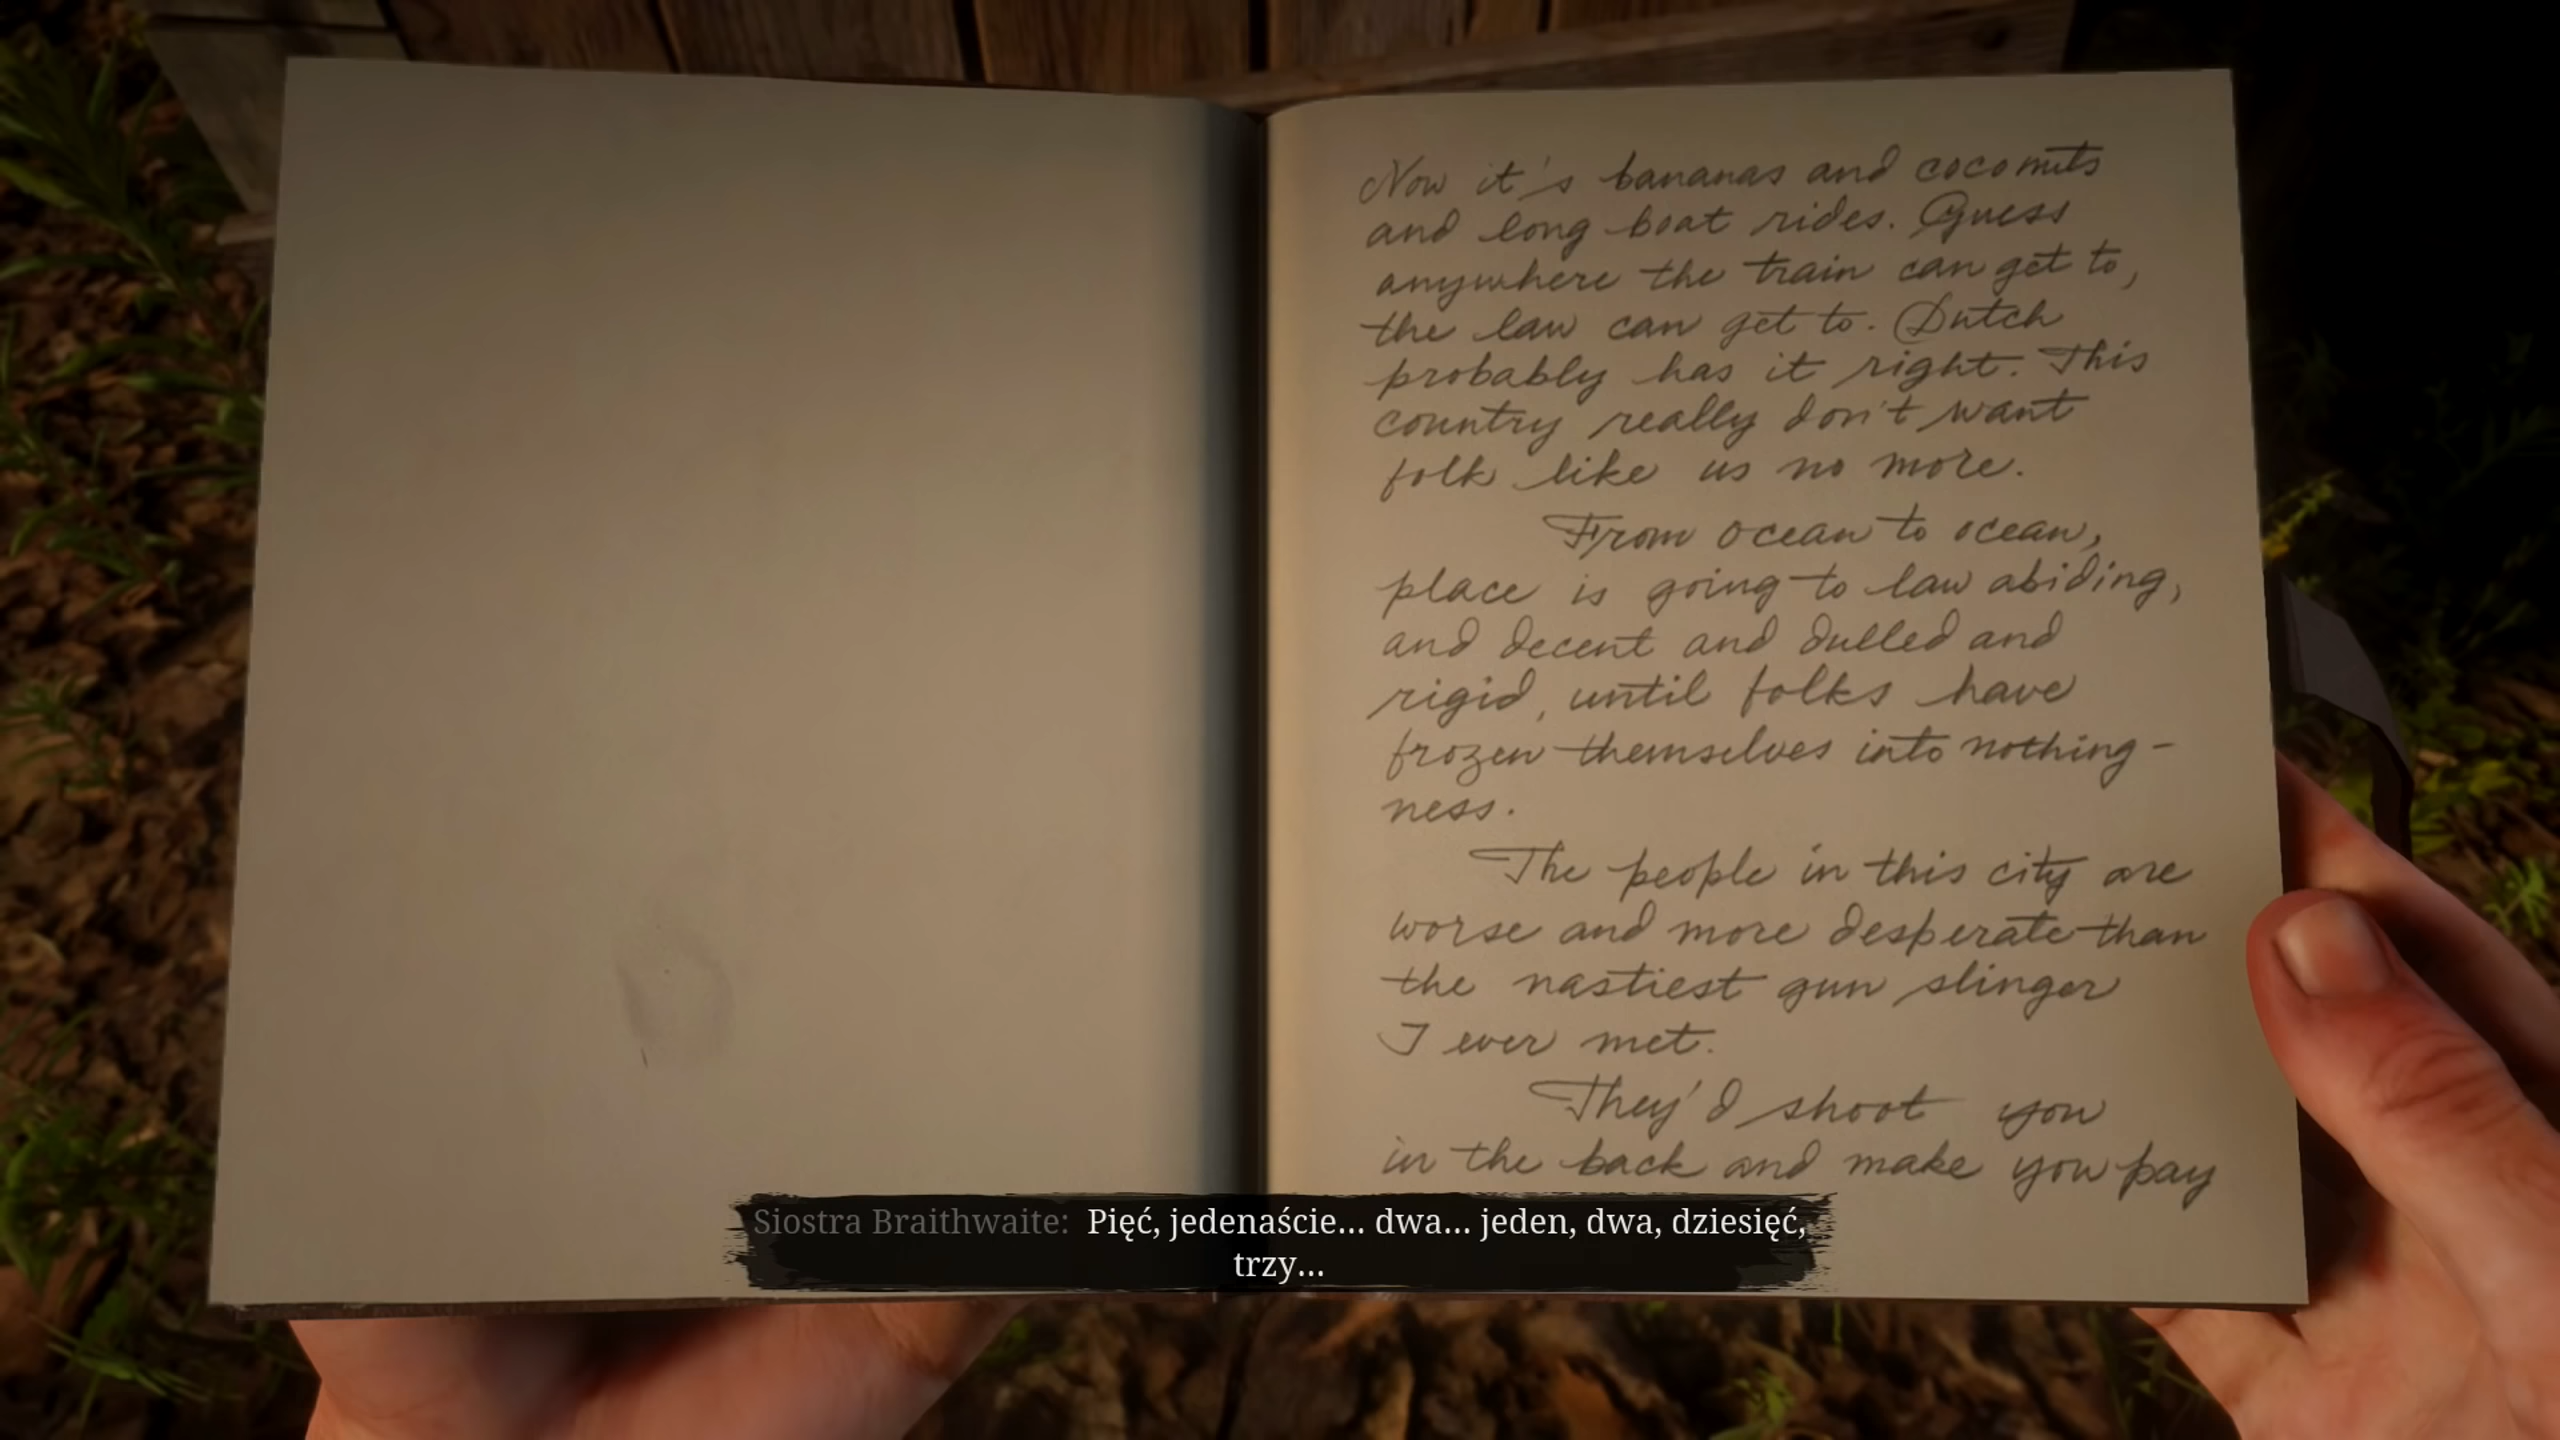 Now it's bananas and coconuts
and long boat rides. Guess
anywhere the train can get to,
the law can get to. Dutch
probably has it right. This
country really don't want
folk like us no more.
From ocean to ocean,
place is going to law abiding,
and decent and dulled and
rigid, until folks have
frozen themselves into nothing-
ness.
The people in this city are
worse and more desperate than
the nastiest gun slinger
I ever met.
They'd shoot you
in the back and make you pay
Siostra Braithwaite: Pięć, jedenaście... dwa... jeden, dwa, dziesięć,
trzy...